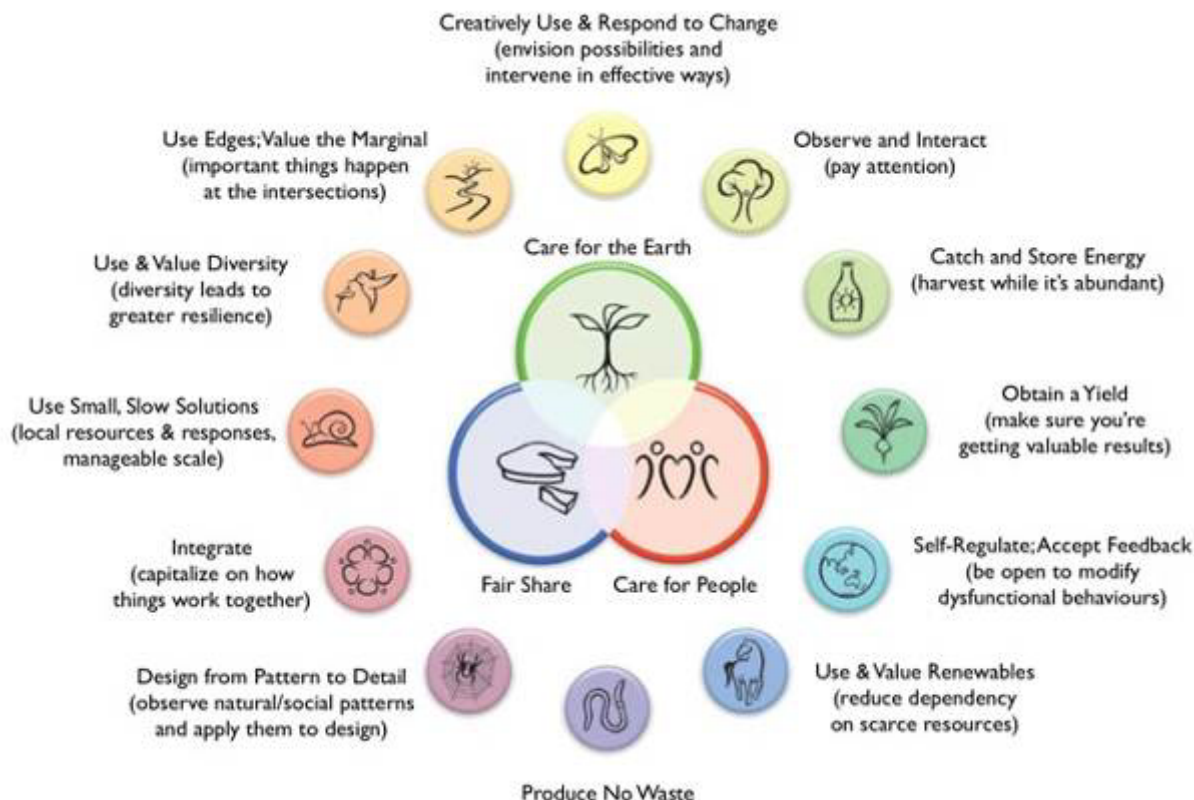 Creatively Use & Respond to Change
(envision possibilities and
intervene in effective ways)
Use Edges; Value the Marginal
(important things happen
at the intersections)
Observe and Interact
(pay attention)
Care for the Earth
Use & Value Diversity
(diversity leads to
greater resilience)
Catch and Store Energy
(harvest while it's abundant)
Use Small, Slow Solutions
(local resources & responses,
manageable scale)
Obtain a Yield
(make sure you're
getting valuable results)
Integrate
(capitalize on how
things work together)
Fair Share
Care for People
Self-Regulate; Accept Feedback
(be open to modify
dysfunctional behaviours)
Design from Pattern to Detail
(observe natural/social patterns
and apply them to design)
Use & Value Renewables
(reduce dependency
on scarce resources)
Produce No Waste